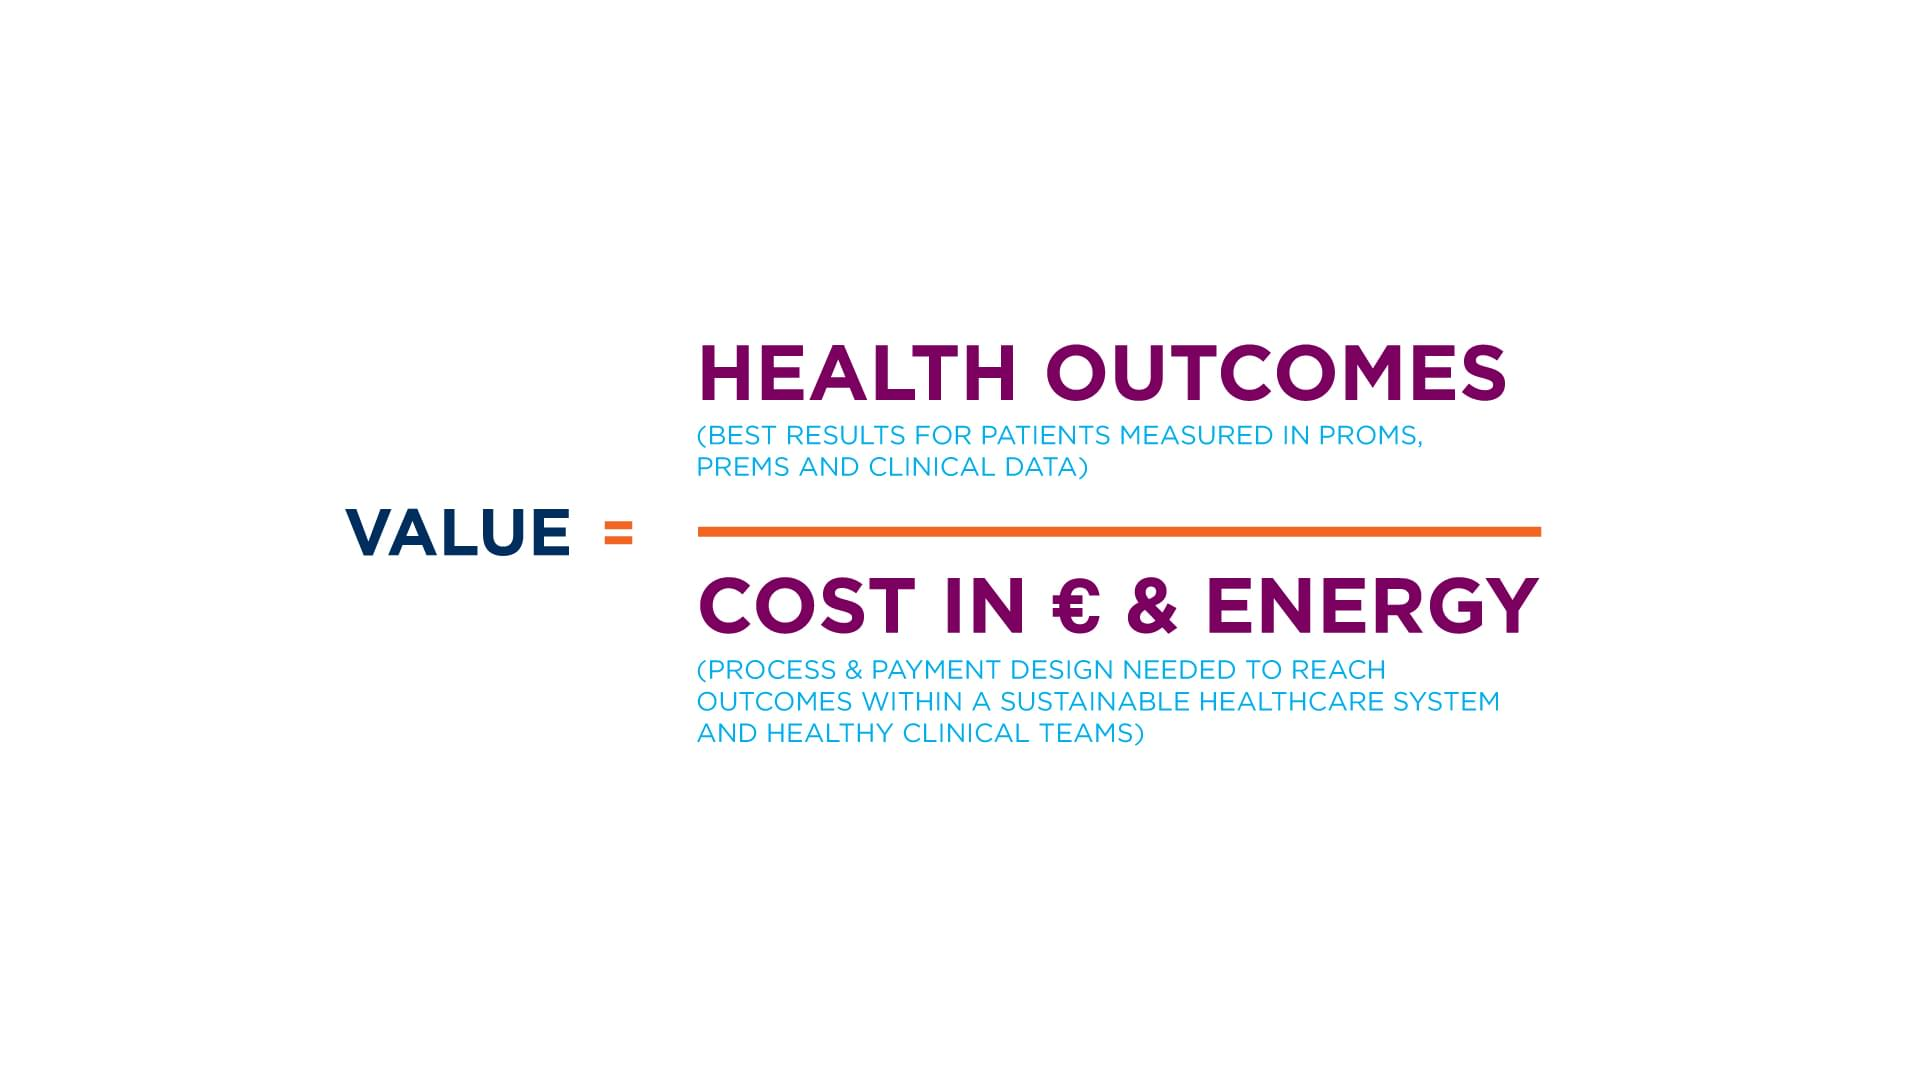 HEALTH OUTCOMES
(BEST RESULTS FOR PATIENTS MEASURED IN PROMS,
PREMS AND CLINICAL DATA)
VALUE =
COST IN € & ENERGY
(PROCESS & PAYMENT DESIGN NEEDED TO REACH
OUTCOMES WITHIN A SUSTAINABLE HEALTHCARE SYSTEM
AND HEALTHY CLINICAL TEAMS)